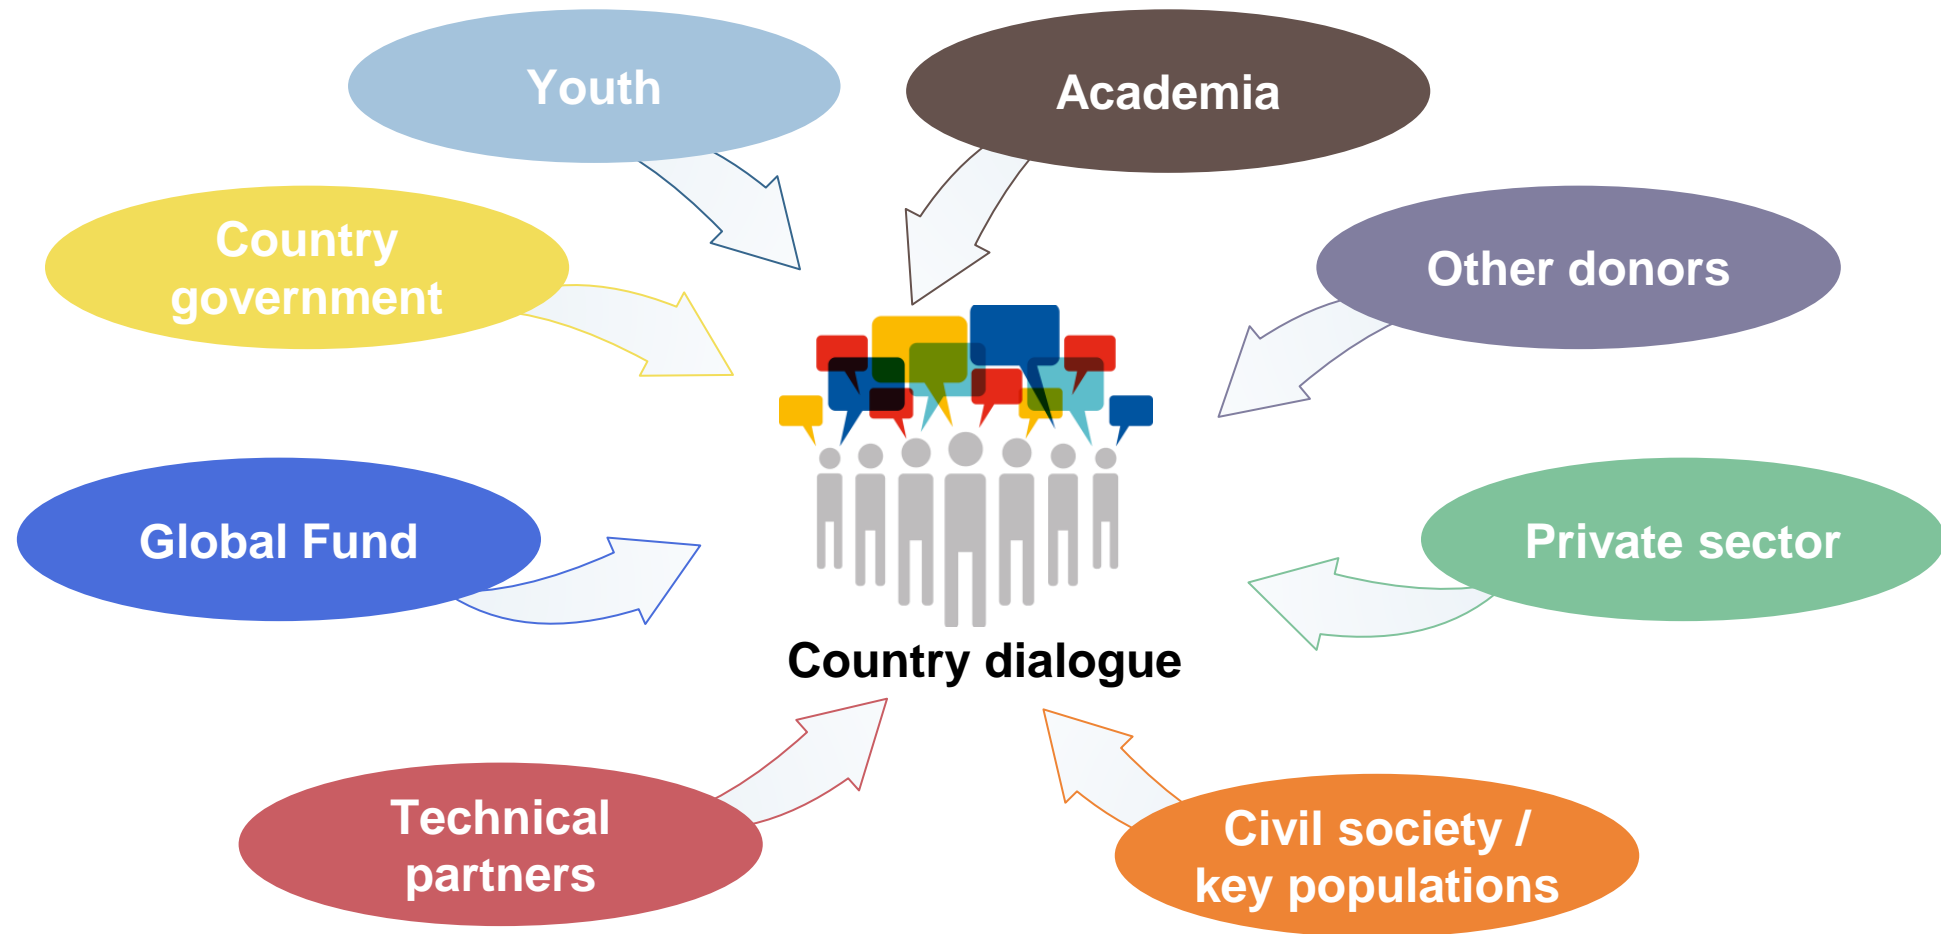 Youth
Academia
Country
government
Other donors
Global Fund
Private sector
Country dialogue
Technical
partners
Civil society /
key populations